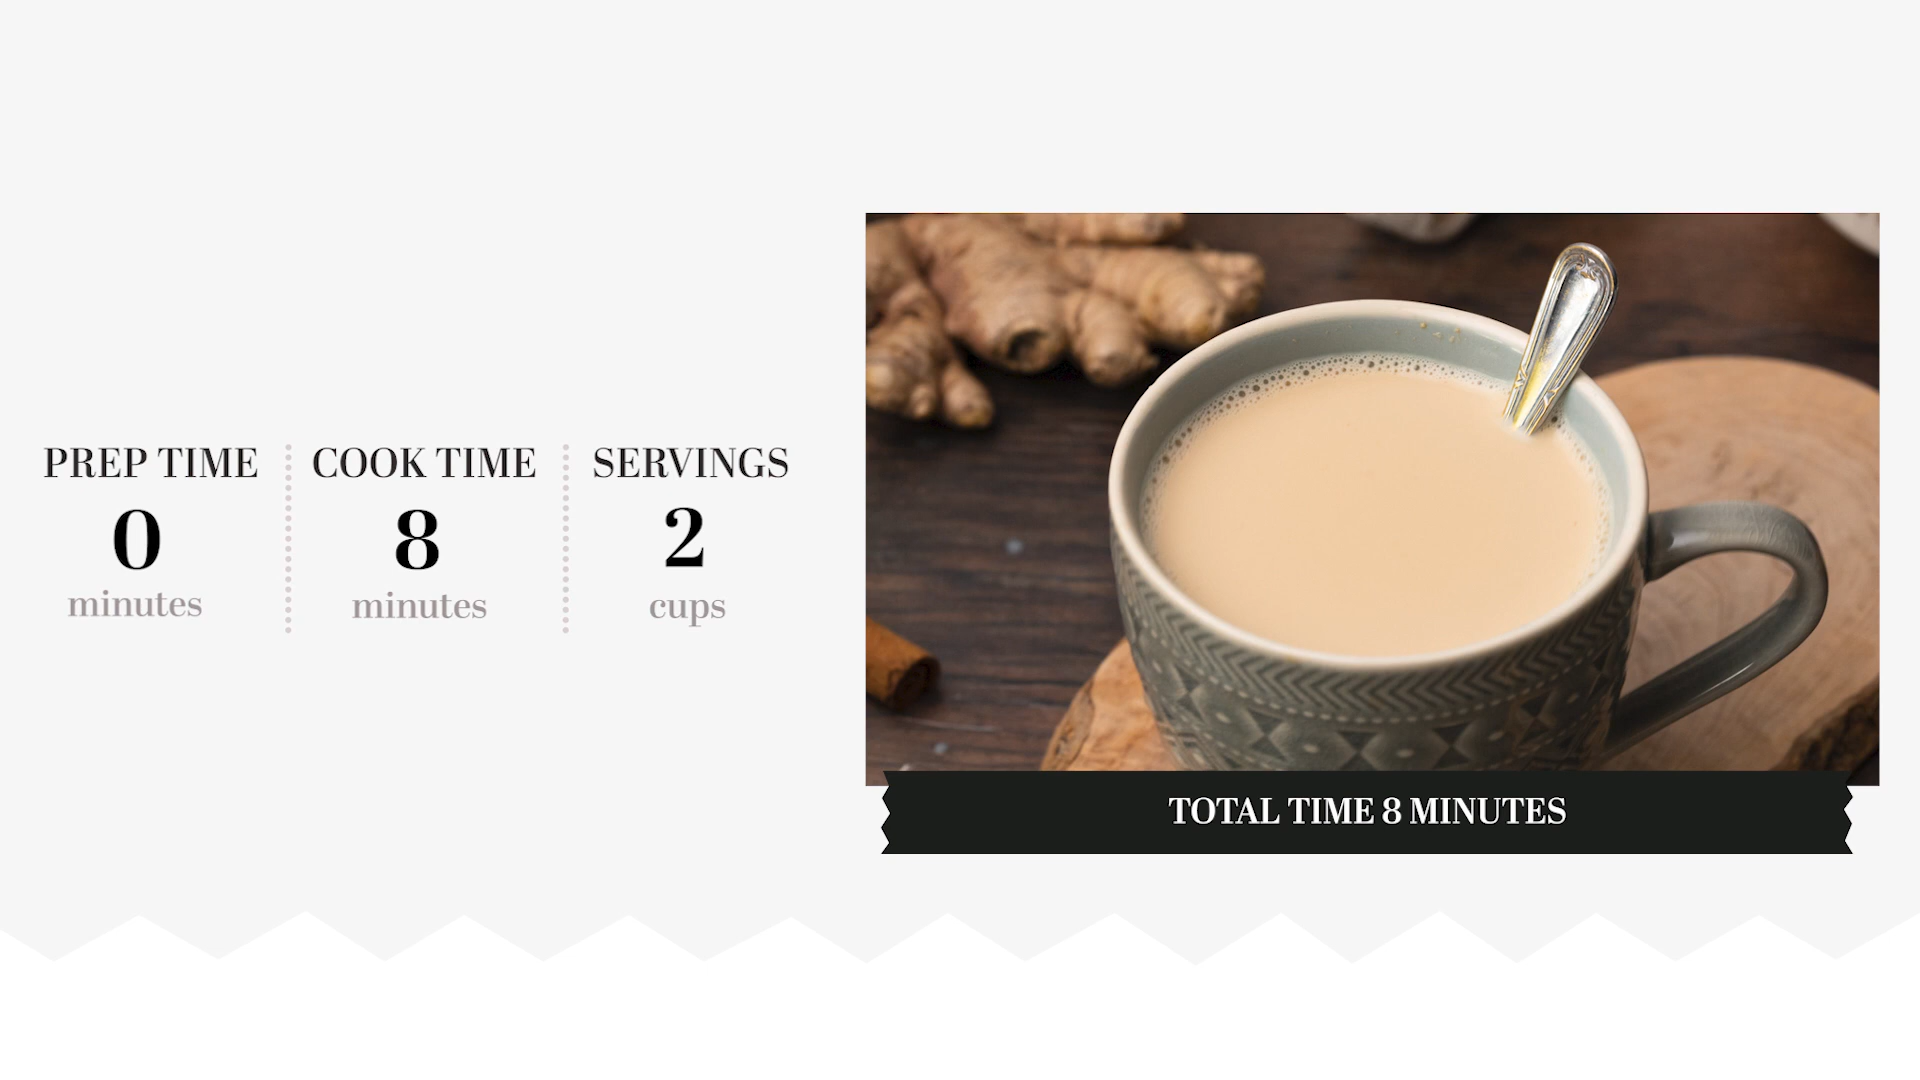 PREP TIME
0
minutes
COOK TIME
8
minutes
SERVINGS
2
cups
TOTAL TIME 8 MINUTES